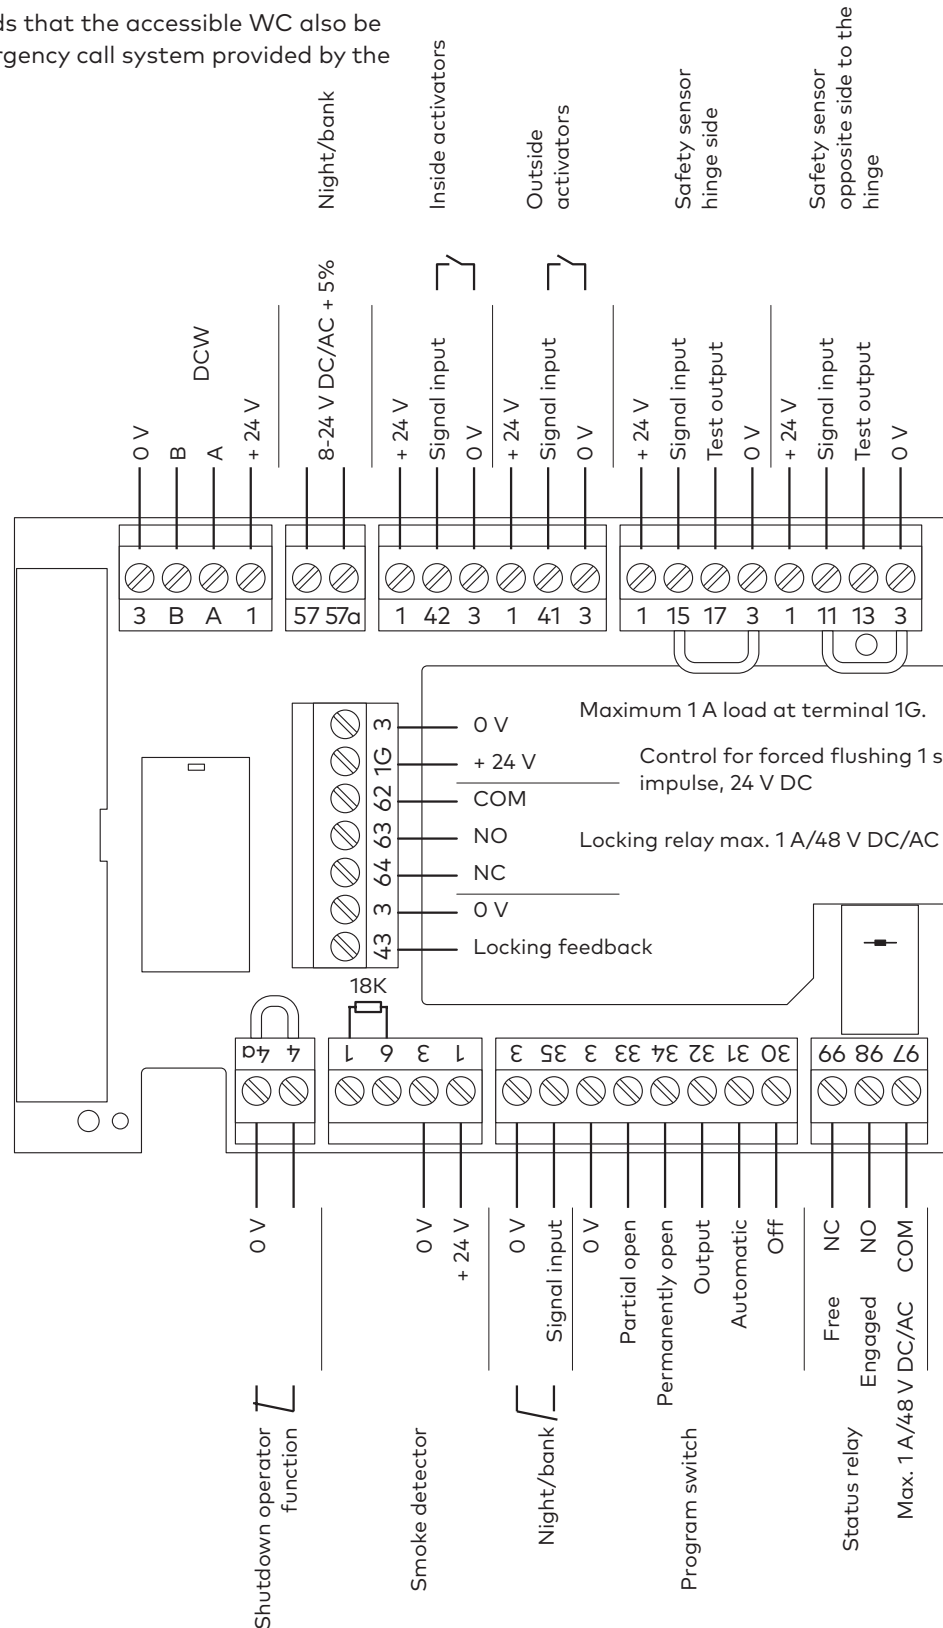 ds that the accessible WC also be
rgency call system provided by the
Night/bank
Inside activators
Outside
activators
Safety sensor
hinge side
Safety sensor
opposite side to the
hinge
DCW
0 V
B
A
+ 24 V
8-24 V DC/AC + 5%
+ 24 V
Signal input
0 V
+ 24 V
Signal input
0 V
+ 24 V
Signal input
Test output
0 V
+ 24 V
Signal input
Test output
0 V
3 B A 1
57 57a
1 42 3 1 41 3
1 15 17 3 1 11 13 3
3 0 V
1G + 24 V
62 COM
63 NO
64 NC
3 0 V
43 Locking feedback
Maximum 1 A load at terminal 1G.
Control for forced flushing 1 s
impulse, 24 V DC
Locking relay max. 1 A/48 V DC/AC
18K
4a 4
1 6 3 1
3 35 3 33 34 32 31 30
99 98 97
0 V
0 V
+ 24 V
0 V
Signal input
0 V
Partial open
Permanently open
Output
Automatic
Off
Free NC
Engaged NO
Max. 1 A/48 V DC/AC COM
Shutdown operator
function
Smoke detector
Night/bank
Program switch
Status relay